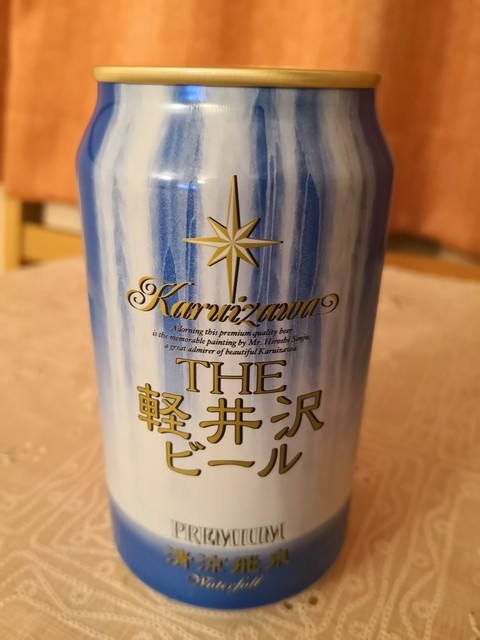 Karuizawa
Adorning this premium quality beer
is the memorable painting by Mr. Hiroshi Senju,
a great admirer of beautiful Karuizawa
THE
軽井沢
ビール
PREMIUM
清涼飛泉
Waterfall